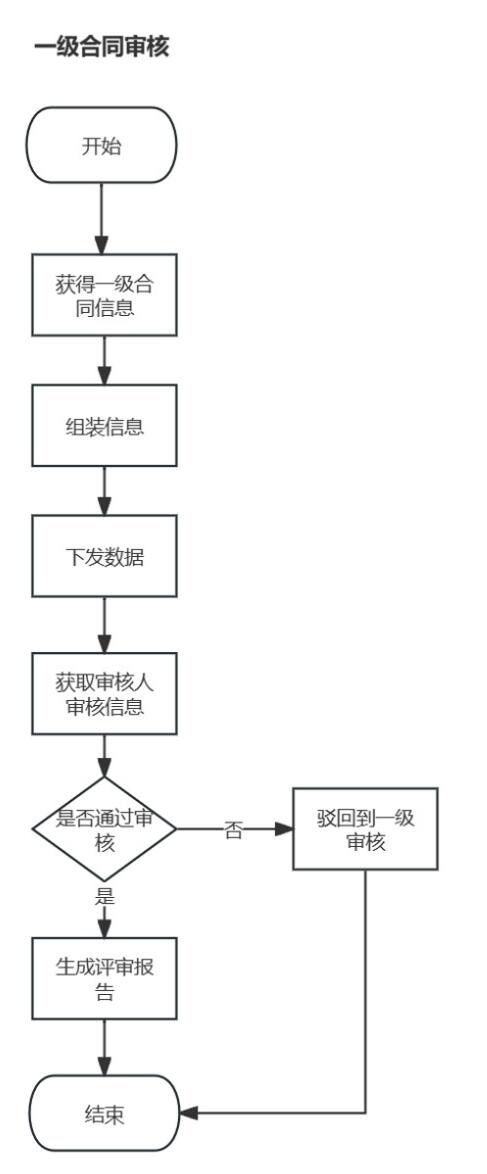 一级合同审核
开始
获得一级合
同信息
组装信息
下发数据
获取审核人
审核信息
是否通过审
核
否
驳回到一级
审核
是
生成评审报
告
结束